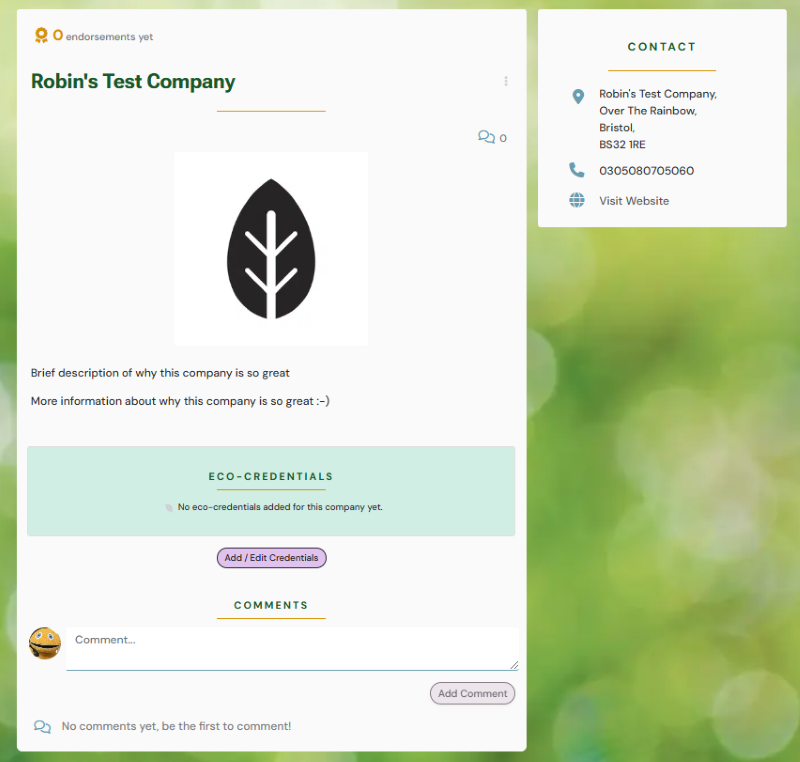 0 endorsements yet
Robin's Test Company
0
Brief description of why this company is so great
More information about why this company is so great :-)
ECO-CREDENTIALS
No eco-credentials added for this company yet.
Add / Edit Credentials
COMMENTS
Comment...
Add Comment
No comments yet, be the first to comment!
CONTACT
Robin's Test Company,
Over The Rainbow,
Bristol,
BS32 1RE
0305080705060
Visit Website